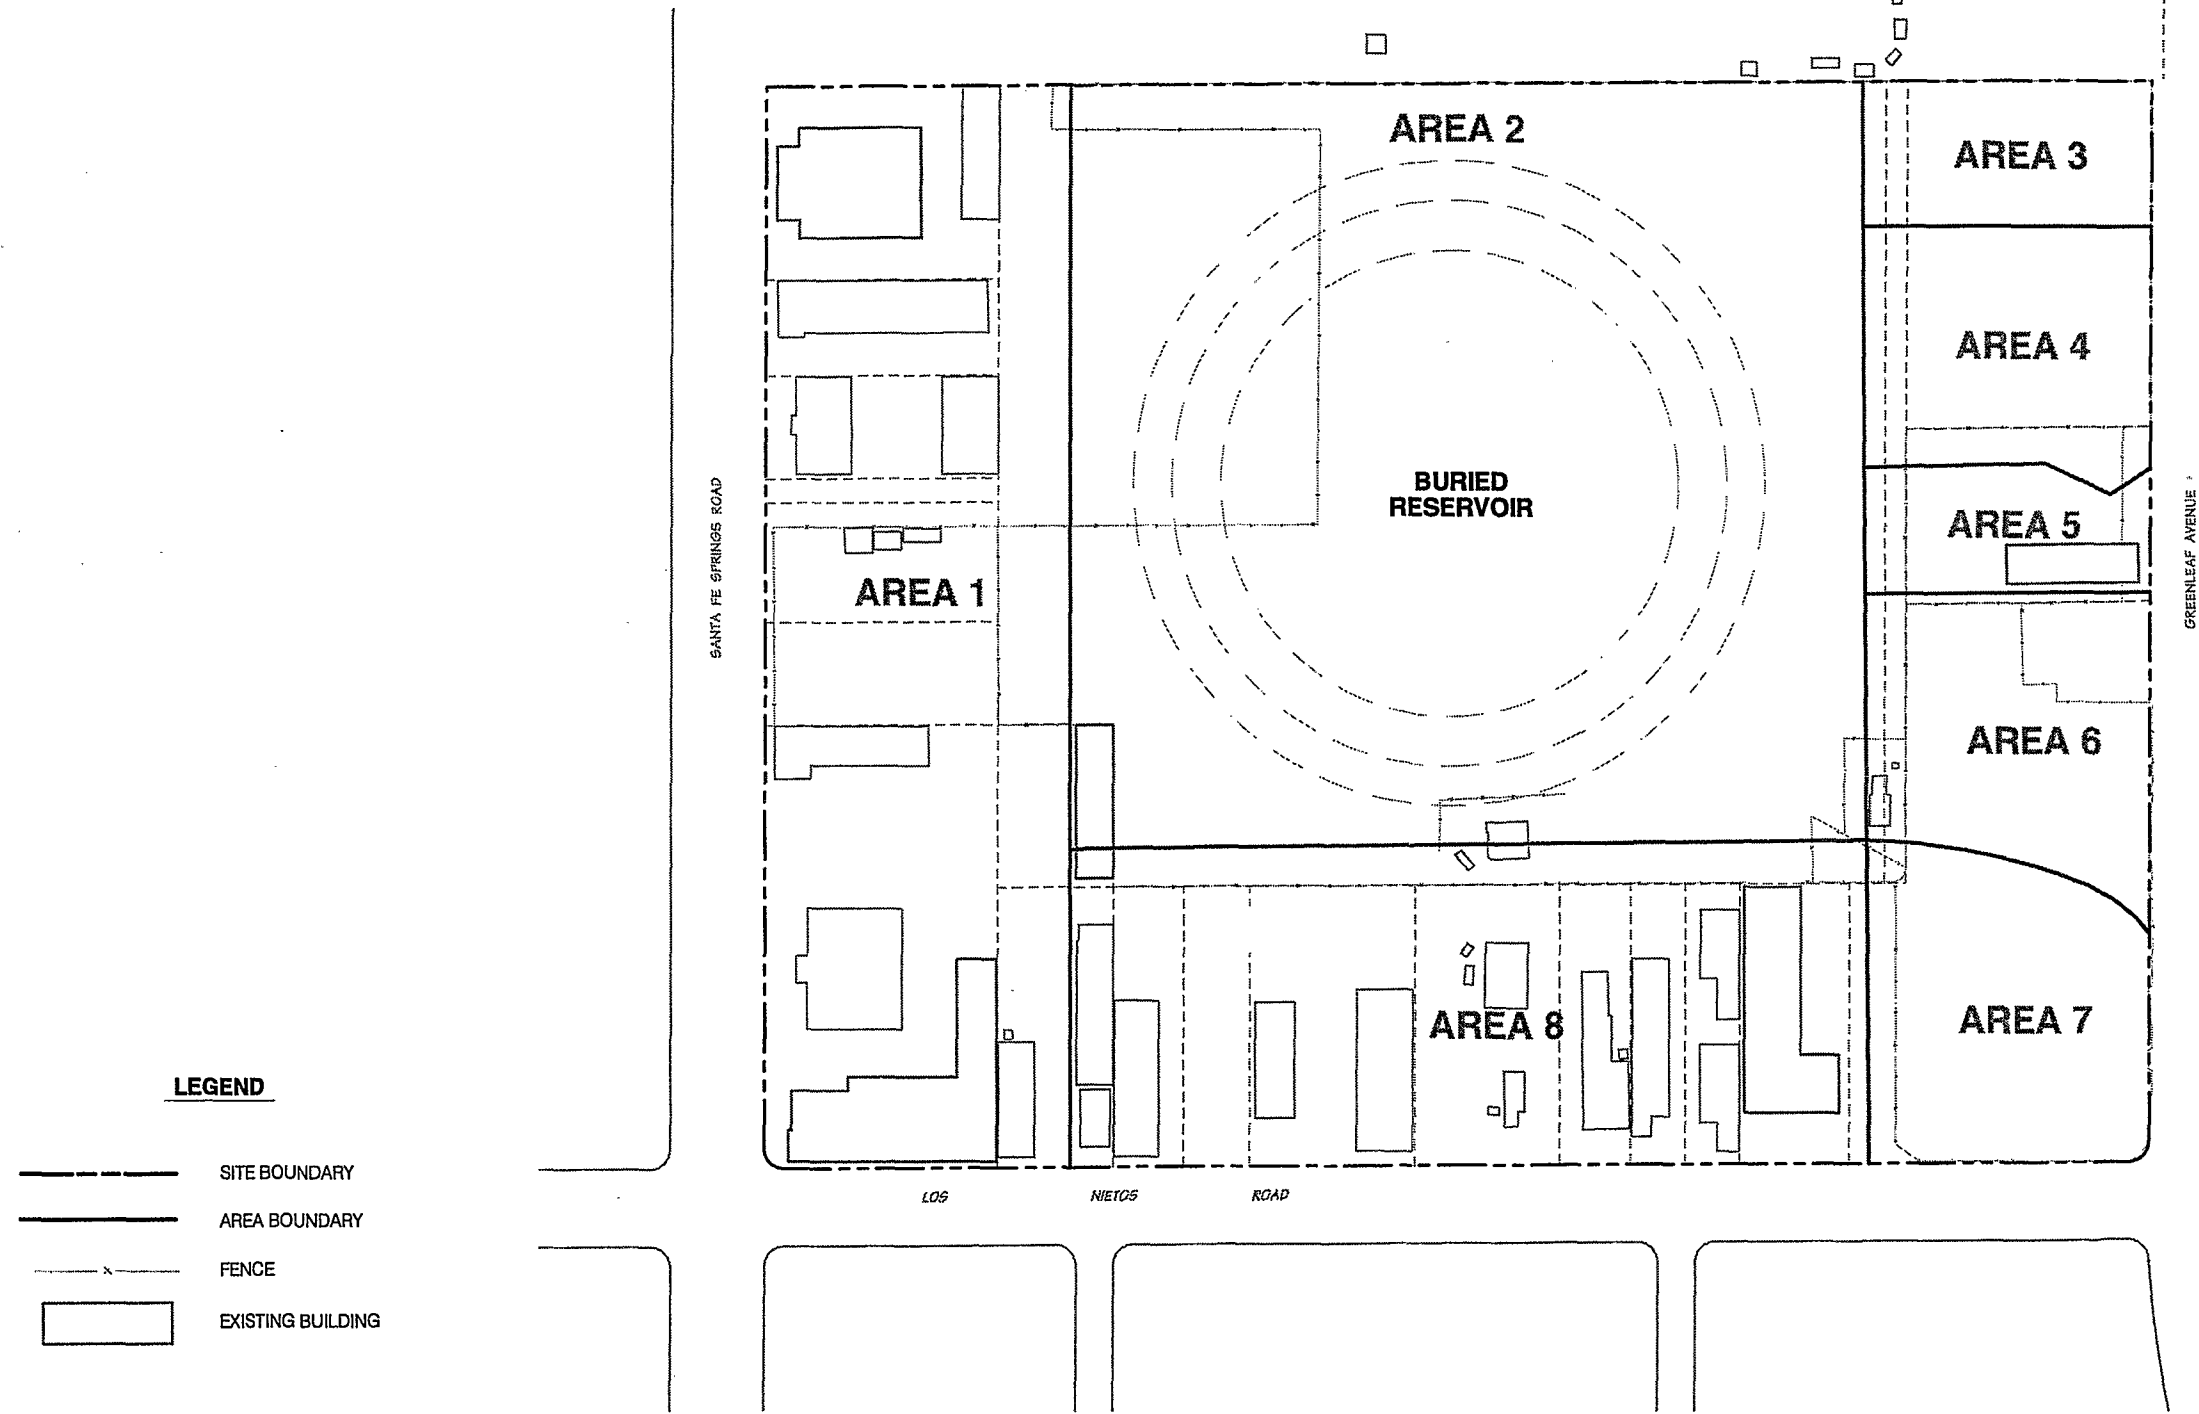 AREA 2
AREA 3
AREA 4
BURIED
RESERVOIR
SANTA FE SPRINGS ROAD
GREENLEAF AVENUE
AREA 5
AREA 1
AREA 6
AREA 8
AREA 7
LOS NIETOS ROAD
LEGEND
SITE BOUNDARY
AREA BOUNDARY
FENCE
EXISTING BUILDING